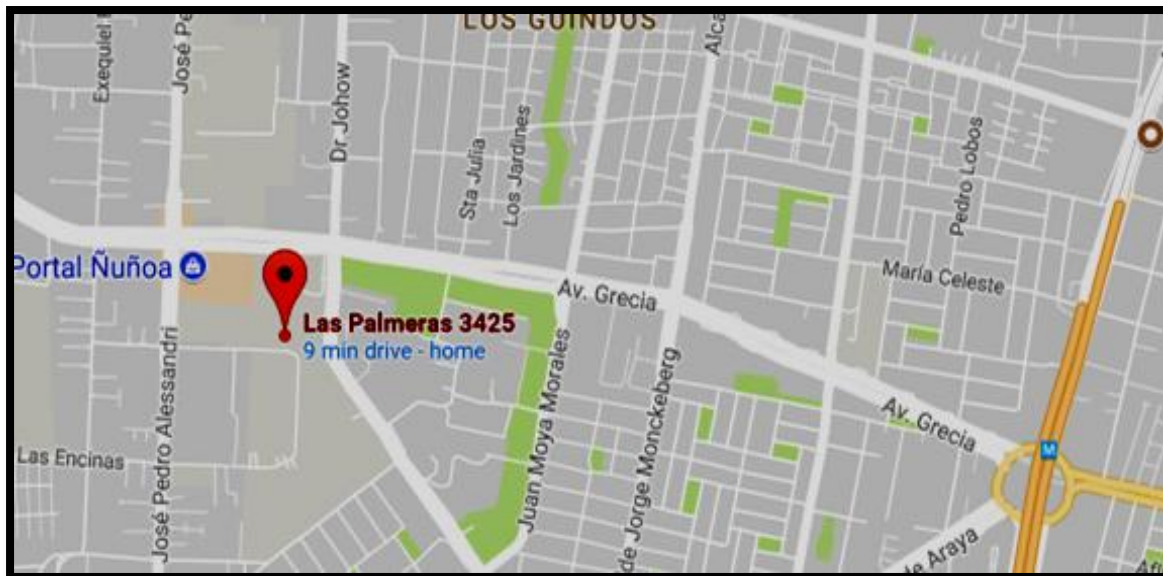 LOS GUINDOS
José Pe
Exequiel
Alca
Dr Johow
Los Jardines
Sta Julia
Pedro Lobos
Portal Ñuñoa
María Celeste
Av. Grecia
Las Palmeras 3425
9 min drive - home
José Pedro Alessandri
Juan Moya Morales
de Jorge Monckeberg
Av. Grecia
M
Las Encinas
de Araya